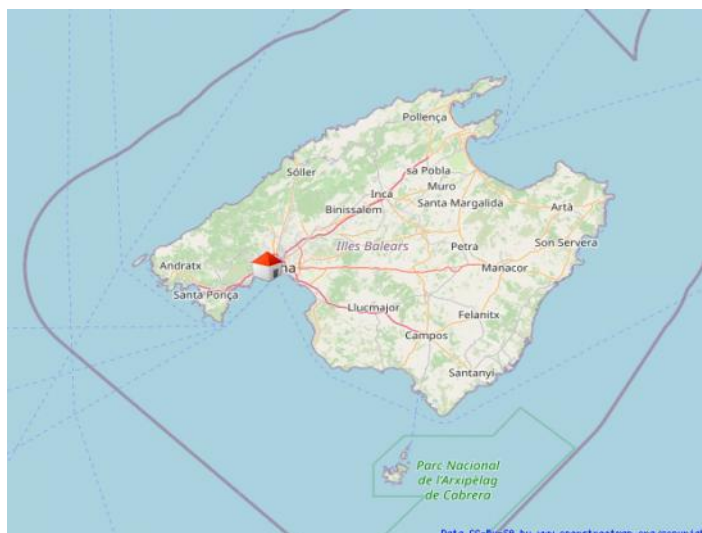 Pollença
sa Pobla
Sóller
Muro
Inca
Santa Margalida
Artà
Binissalem
Son Servera
Illes Balears
Petra
Andratx
Manacor
Santa Ponça
Llucmajor
Felanitx
Campos
Santanyí
Parc Nacional
de l'Arxipèlag
de Cabrera